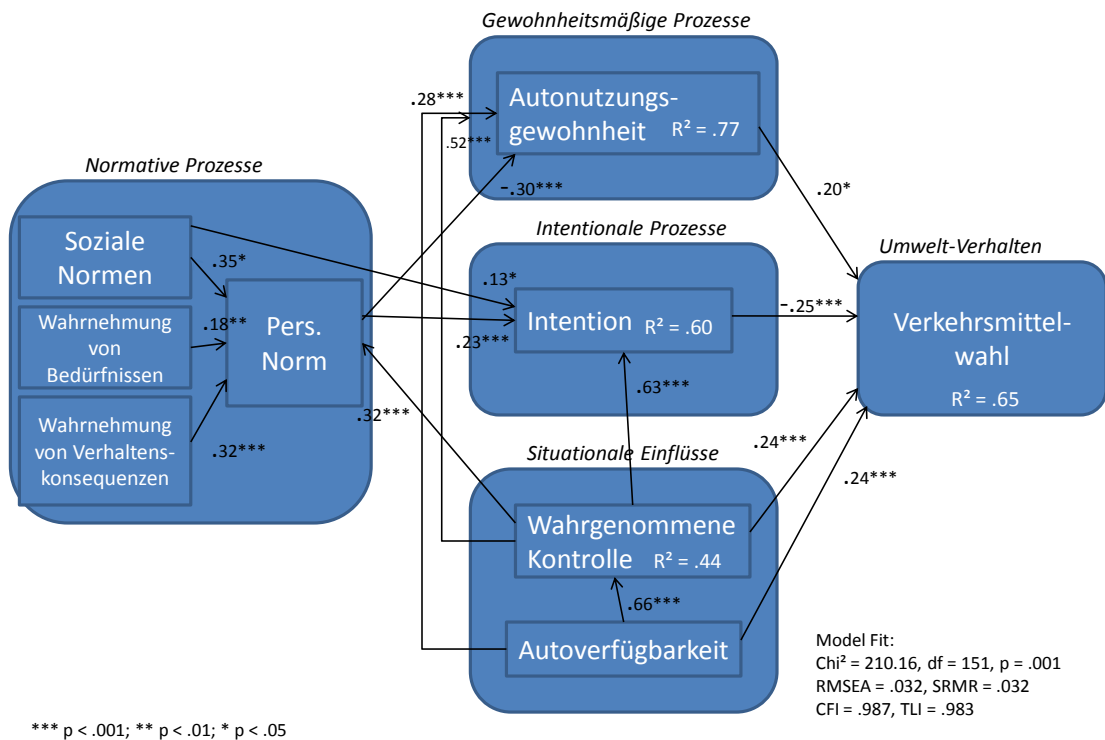 Gewohnheitsmäßige Prozesse
Autonutzungs-
gewohnheit R² = .77
.28***
.52***
-.30***
.20*
Normative Prozesse
Soziale
Normen
.35*
Wahrnehmung
von
Bedürfnissen
.18**
Wahrnehmung
von Verhaltens-
konsequenzen
.32***
Pers.
Norm
Intentionale Prozesse
.13*
Intention R² = .60
.23***
-.25***
.63***
.32***
Umwelt-Verhalten
Verkehrsmittel-
wahl
R² = .65
Situationale Einflüsse
Wahrgenommene
Kontrolle R² = .44
.24***
.24***
.66***
Autoverfügbarkeit
Model Fit:
Chi² = 210.16, df = 151, p = .001
RMSEA = .032, SRMR = .032
CFI = .987, TLI = .983
*** p < .001; ** p < .01; * p < .05